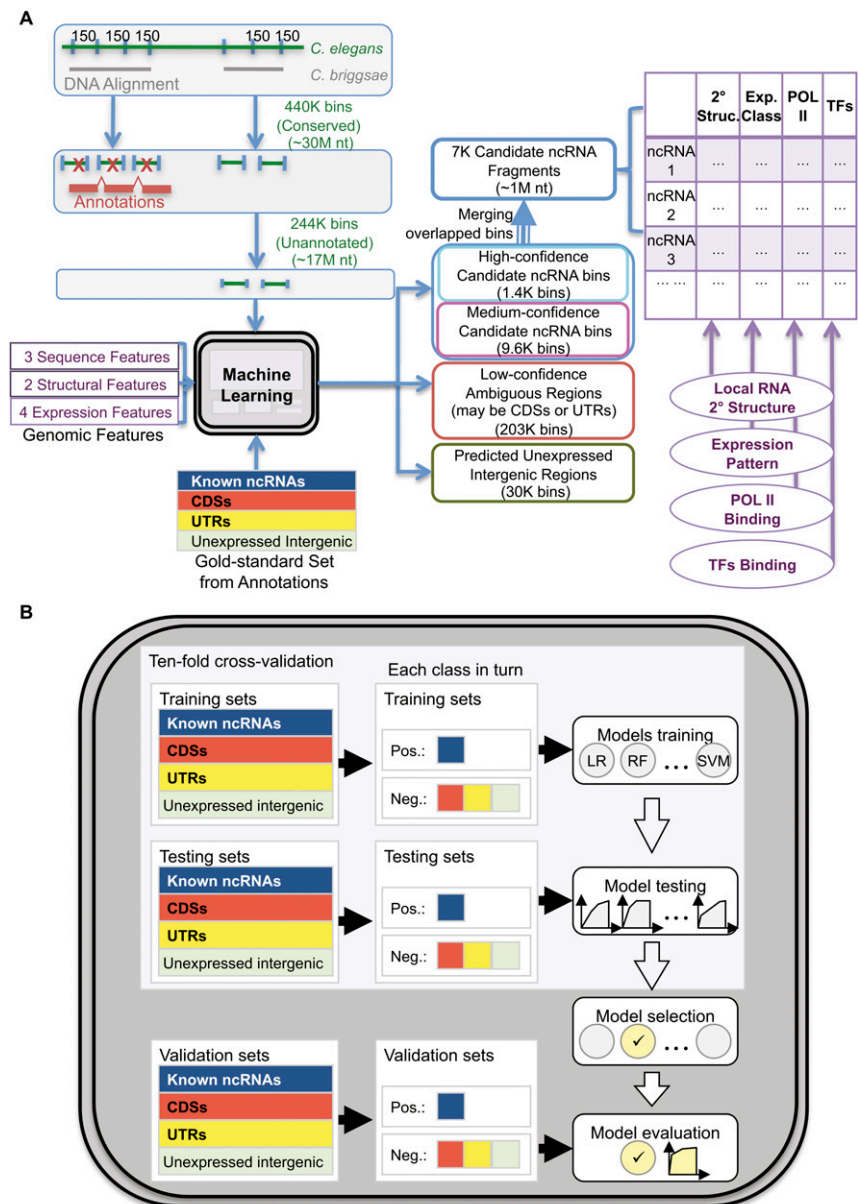 A
150 150 150 150 150
C. elegans
C. briggsae
DNA Alignment
440K bins
(Conserved)
(~30M nt)
X X X
Annotations
244K bins
(Unannotated)
(~17M nt)
3 Sequence Features
2 Structural Features
4 Expression Features
Genomic Features
Machine
Learning
Known ncRNAs
CDSs
UTRs
Unexpressed Intergenic
Gold-standard Set
from Annotations
7K Candidate ncRNA
Fragments
(~1M nt)
Merging
overlapped bins
High-confidence
Candidate ncRNA bins
(1.4K bins)
Medium-confidence
Candidate ncRNA bins
(9.6K bins)
Low-confidence
Ambiguous Regions
(may be CDSs or UTRs)
(203K bins)
Predicted Unexpressed
Intergenic Regions
(30K bins)
2° Exp. POL TFs
Struc. Class II
ncRNA
1 ... ... ... ...
ncRNA
2 ... ... ... ...
ncRNA
3 ... ... ... ...
... ... ... ... ... ...
Local RNA
2° Structure
Expression
Pattern
POL II
Binding
TFs Binding
B
Ten-fold cross-validation
Each class in turn
Training sets
Known ncRNAs
CDSs
UTRs
Unexpressed intergenic
Training sets
Pos.:
Neg.:
Models training
LR RF ... SVM
Testing sets
Known ncRNAs
CDSs
UTRs
Unexpressed intergenic
Testing sets
Pos.:
Neg.:
Model testing
...
Model selection
✓ ...
Validation sets
Known ncRNAs
CDSs
UTRs
Unexpressed intergenic
Validation sets
Pos.:
Neg.:
Model evaluation
✓